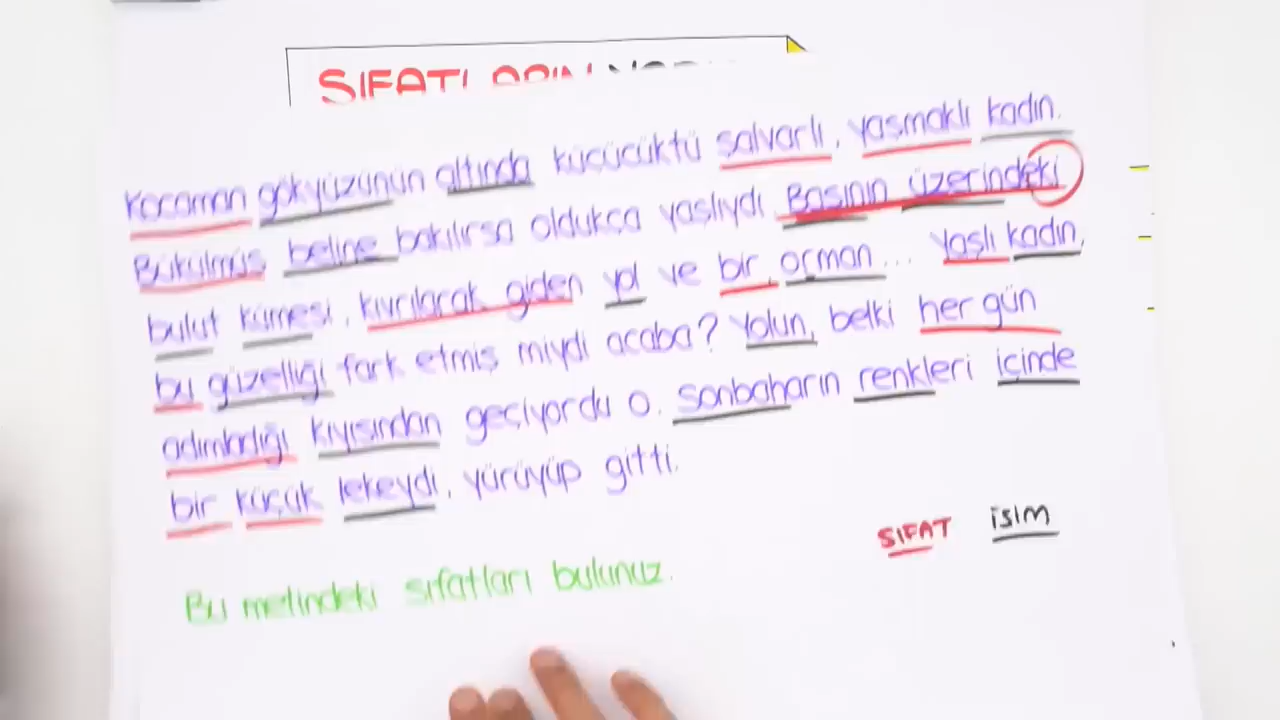 SIFATLARIN
Kocaman gökyüzünün altında küçücüktü şalvarlı, yaşmaklı kadın.
Bükülmüş beline bakılırsa oldukça yaşlıydı. Başının üzerindeki
bulut kümesi, kıvrılarak giden yol ve bir orman... Yaşlı kadın,
bu güzelliği fark etmiş miydi acaba? Yolun, belki her gün
adımladığı kıyısından geçiyordu o. Sonbaharın renkleri içinde
bir küçük lekeydi, yürüyüp gitti.
SIFAT İSİM
Bu metindeki sıfatları bulunuz.